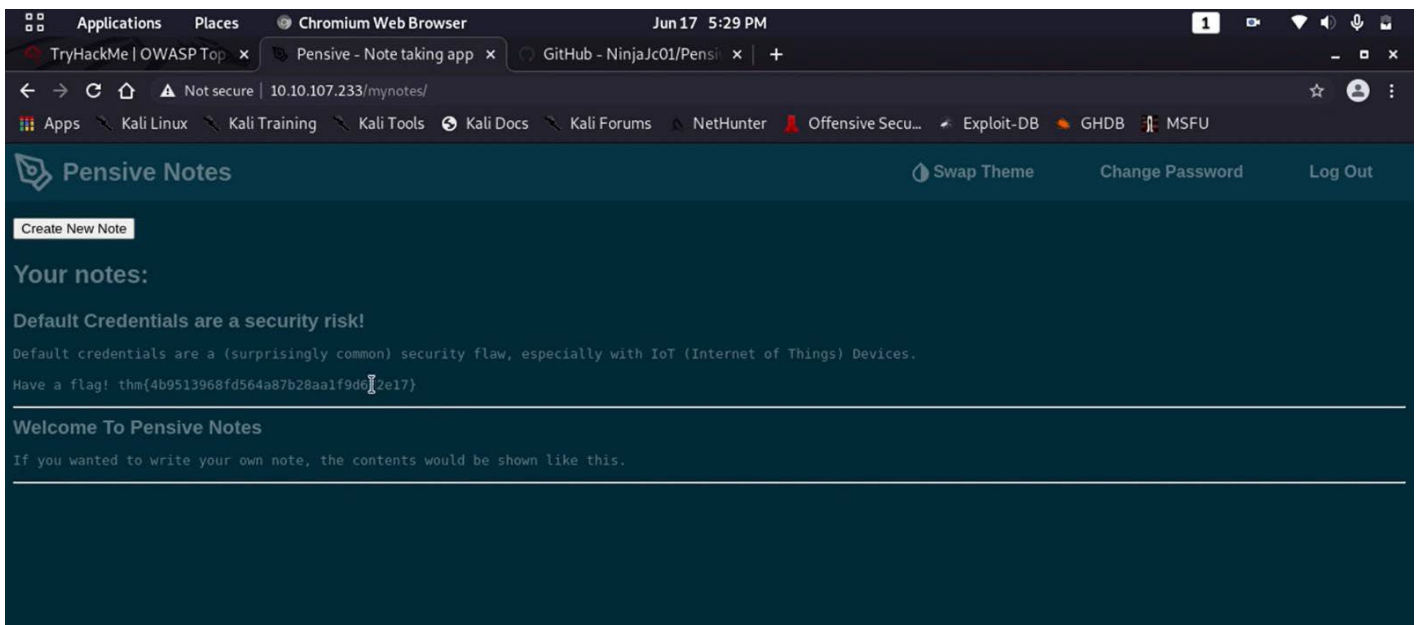 Applications Places Chromium Web Browser Jun 17 5:29 PM 1
TryHackMe | OWASP Top × Pensive - Note taking app × GitHub - NinjaJc01/Pensi × +
Not secure | 10.10.107.233/mynotes/
Apps Kali Linux Kali Training Kali Tools Kali Docs Kali Forums NetHunter Offensive Secu... Exploit-DB GHDB MSFU
Pensive Notes Swap Theme Change Password Log Out
Create New Note
Your notes:
Default Credentials are a security risk!
Default credentials are a (surprisingly common) security flaw, especially with IoT (Internet of Things) Devices.
Have a flag!
Welcome To Pensive Notes
If you wanted to write your own note, the contents would be shown like this.